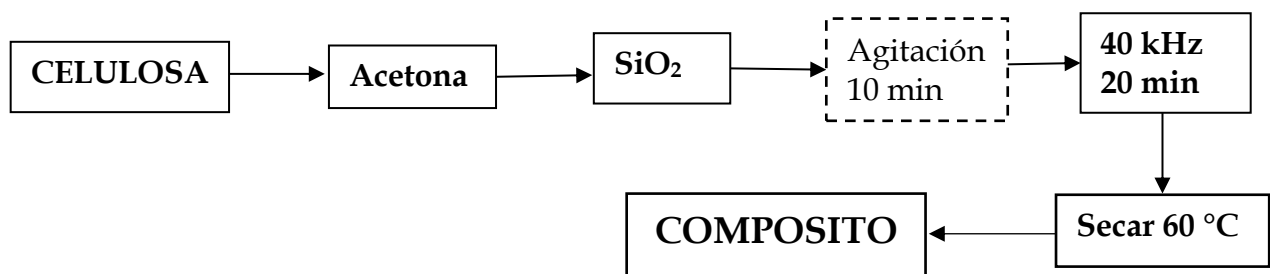 CELULOSA
Acetona
SiO₂
Agitación
10 min
40 kHz
20 min
Secar 60 °C
COMPOSITO